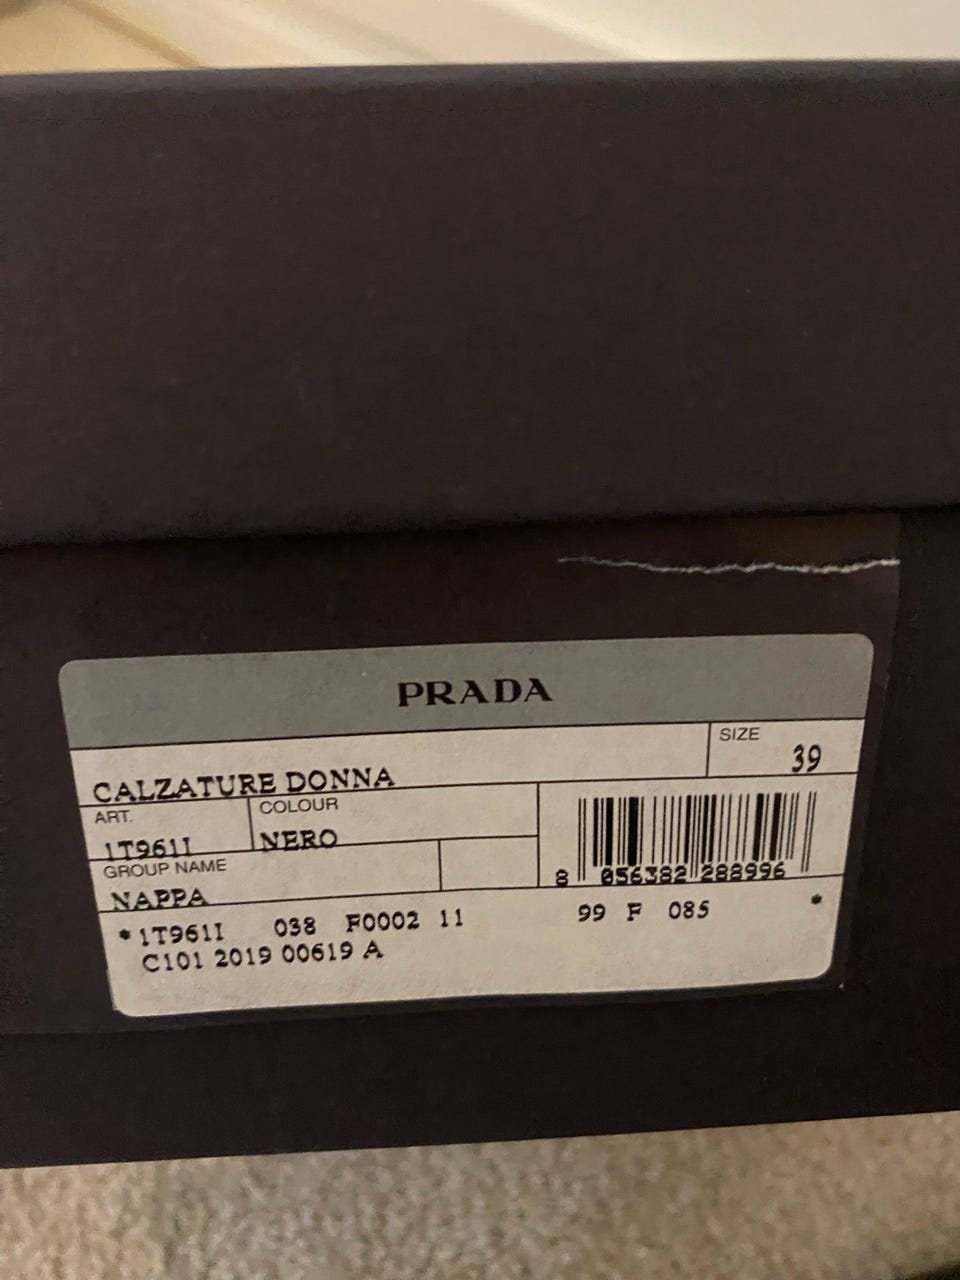 PRADA
CALZATURE DONNA
SIZE
39
ART.
1T961I
COLOUR
NERO
GROUP NAME
NAPPA
8 056382 288996
*1T961I 038 F0002 11 99 F 085 *
C101 2019 00619 A